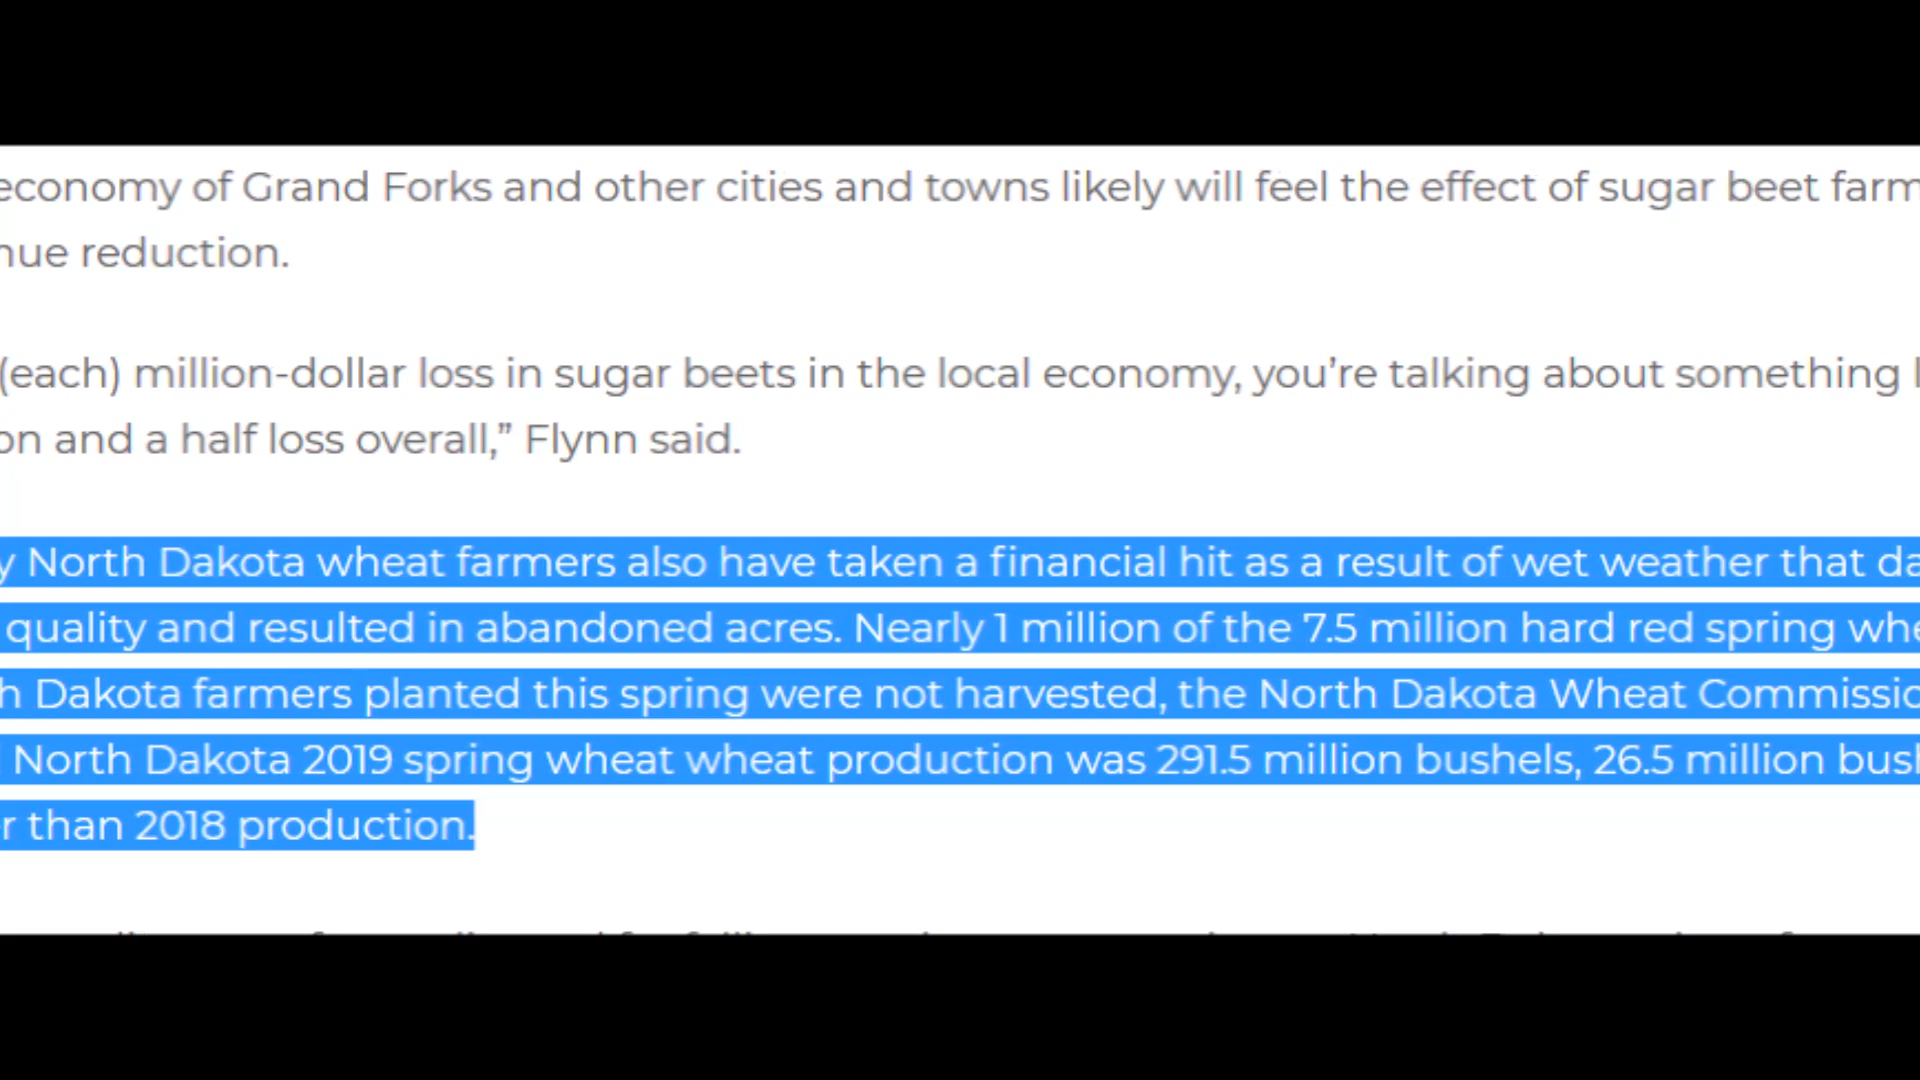 economy of Grand Forks and other cities and towns likely will feel the effect of sugar beet farm
nue reduction.
(each) million-dollar loss in sugar beets in the local economy, you’re talking about something l
on and a half loss overall,” Flynn said.
y North Dakota wheat farmers also have taken a financial hit as a result of wet weather that da
quality and resulted in abandoned acres. Nearly 1 million of the 7.5 million hard red spring whe
h Dakota farmers planted this spring were not harvested, the North Dakota Wheat Commissio
North Dakota 2019 spring wheat wheat production was 291.5 million bushels, 26.5 million bush
r than 2018 production.